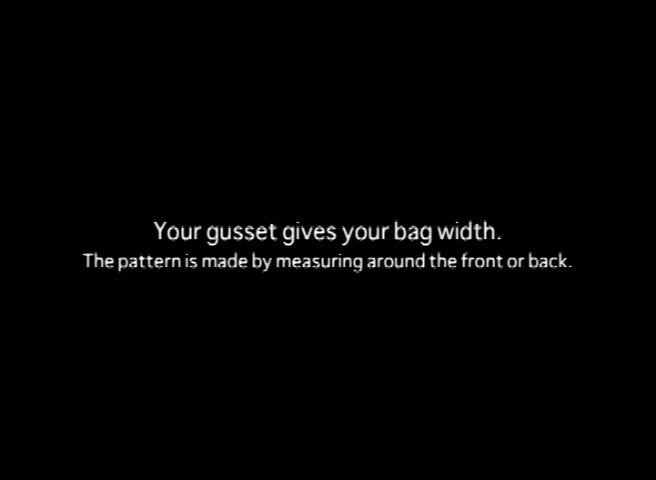 Your gusset gives your bag width.
The pattern is made by measuring around the front or back.